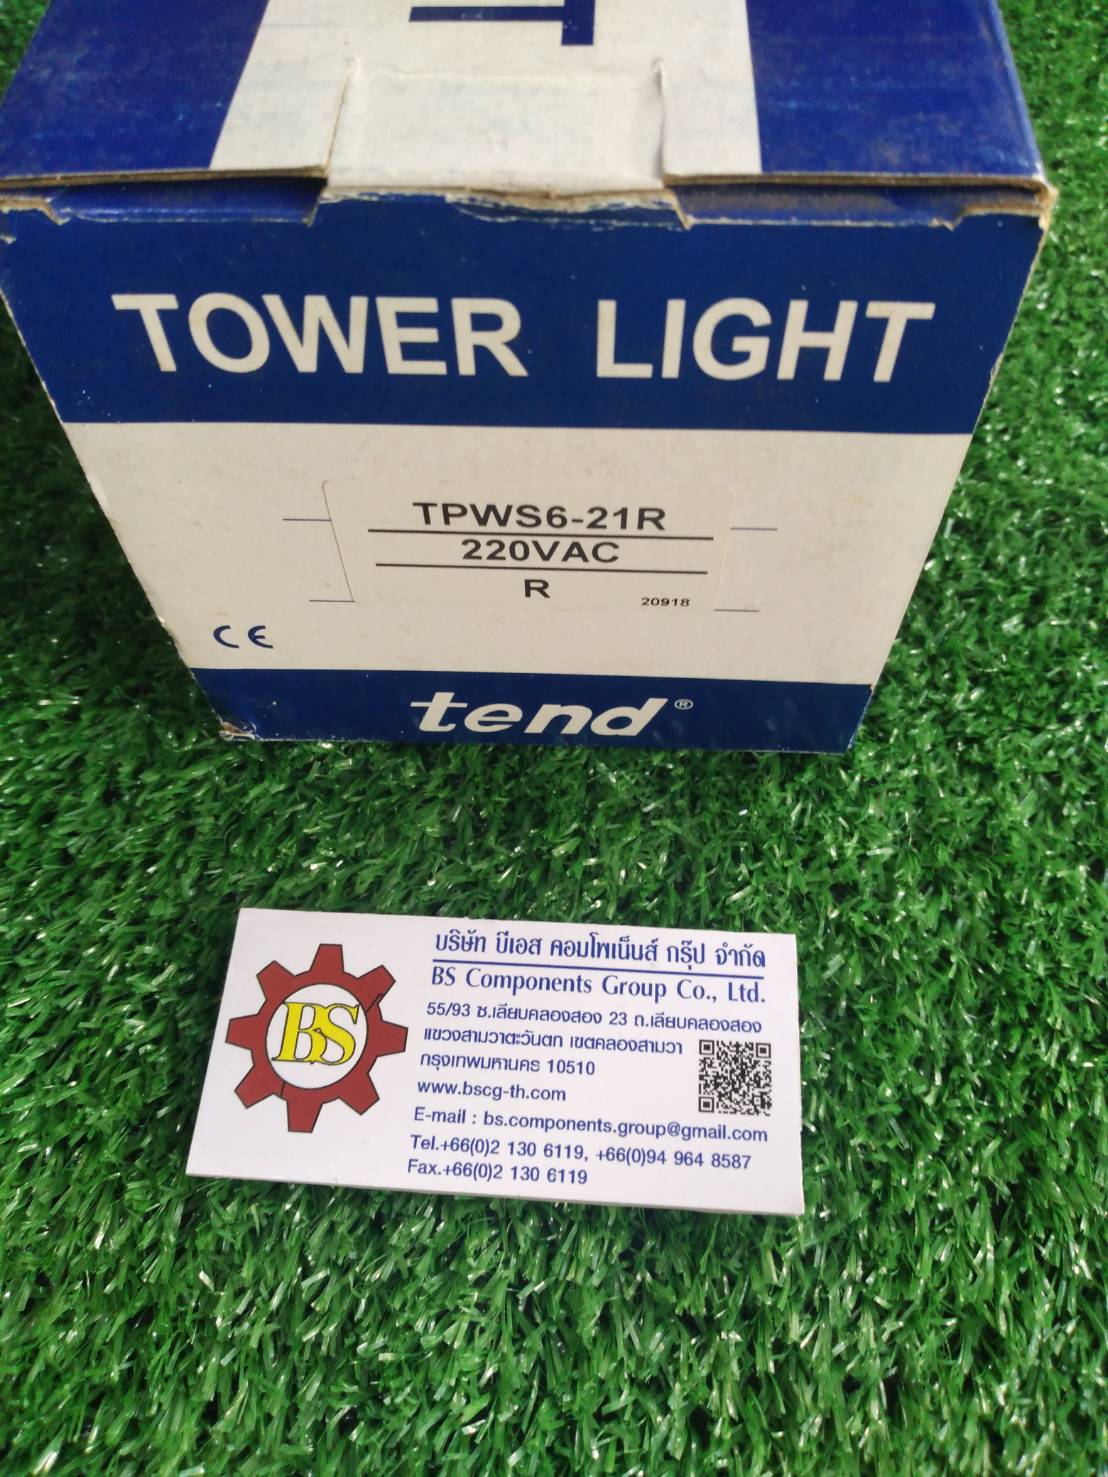 TOWER LIGHT
TPWS6-21R
220VAC
R
20918
CE
tend®
BS
บริษัท บีเอส คอมโพเน็นส์ กรุ๊ป จำกัด
BS Components Group Co., Ltd.
55/93 ซ.เลียบคลองสอง 23 ถ.เลียบคลองสอง
แขวงสามวาตะวันตก เขตคลองสามวา
กรุงเทพมหานคร 10510
www.bscg-th.com
E-mail : bs.components.group@gmail.com
Tel.+66(0)2 130 6119, +66(0)94 964 8587
Fax.+66(0)2 130 6119